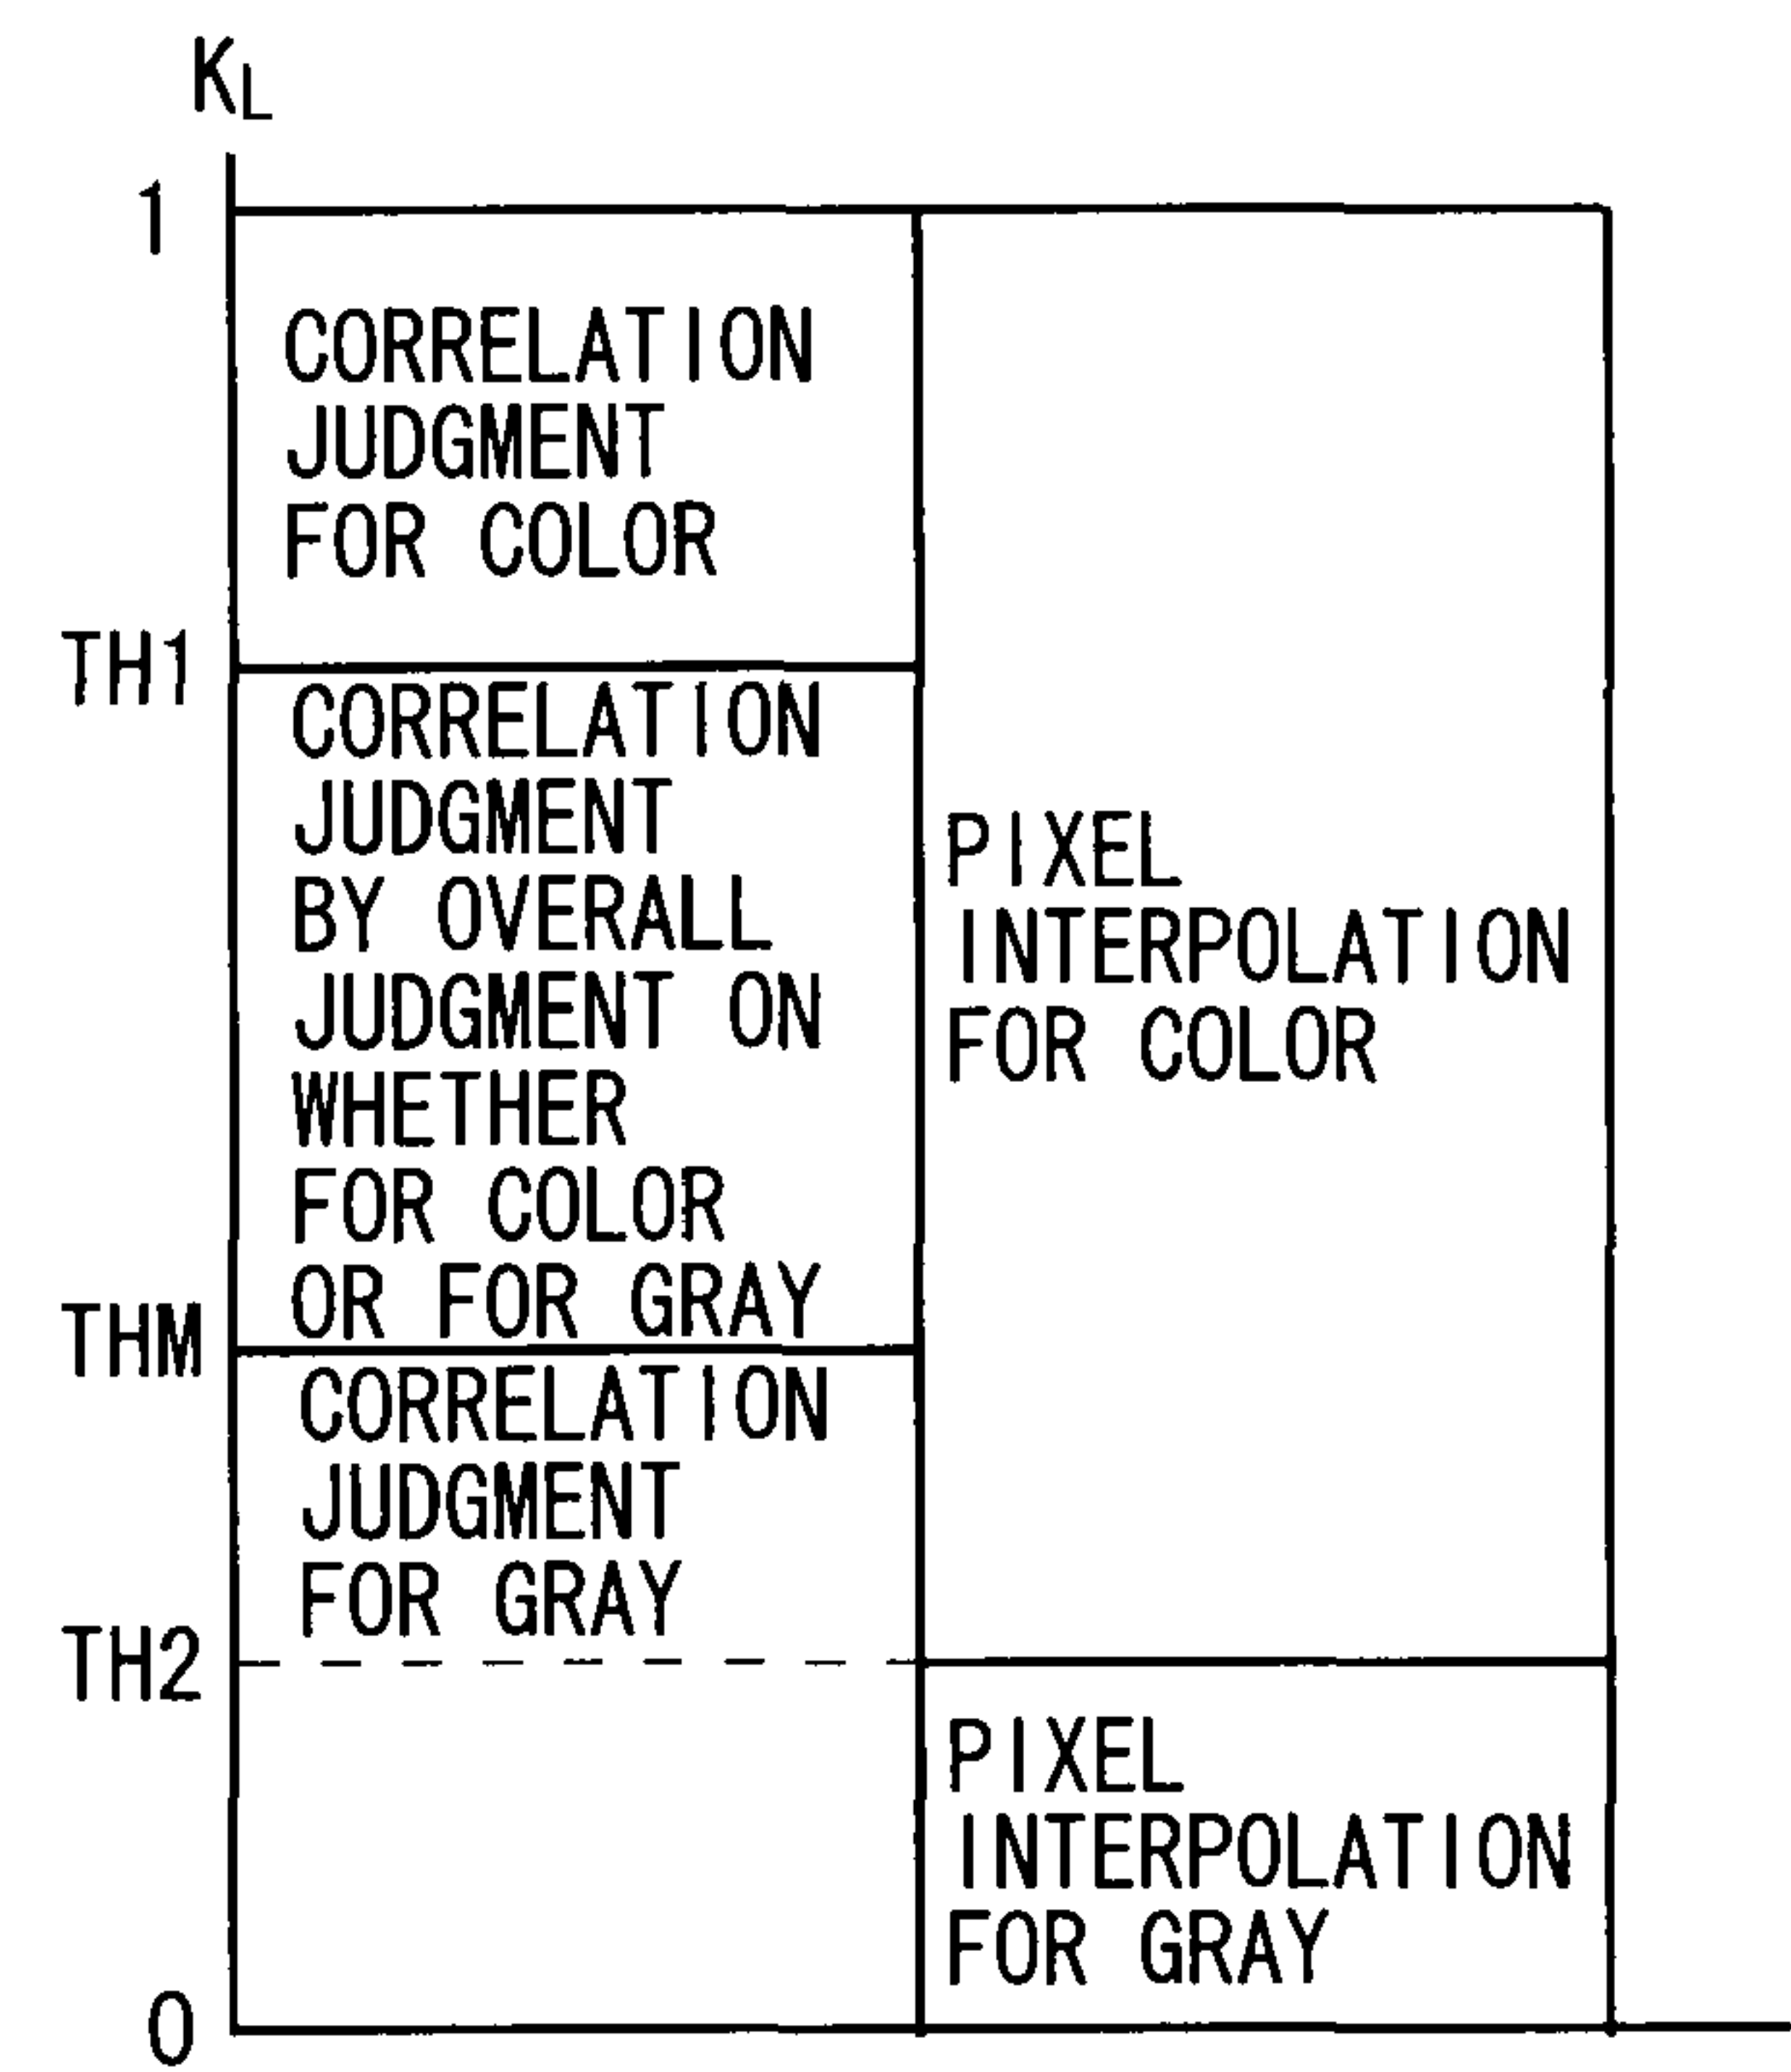 KL
1
CORRELATION
JUDGMENT
FOR COLOR
TH1
CORRELATION
JUDGMENT
BY OVERALL
JUDGMENT ON
WHETHER
FOR COLOR
OR FOR GRAY
THM
CORRELATION
JUDGMENT
FOR GRAY
TH2
0
PIXEL
INTERPOLATION
FOR COLOR
PIXEL
INTERPOLATION
FOR GRAY